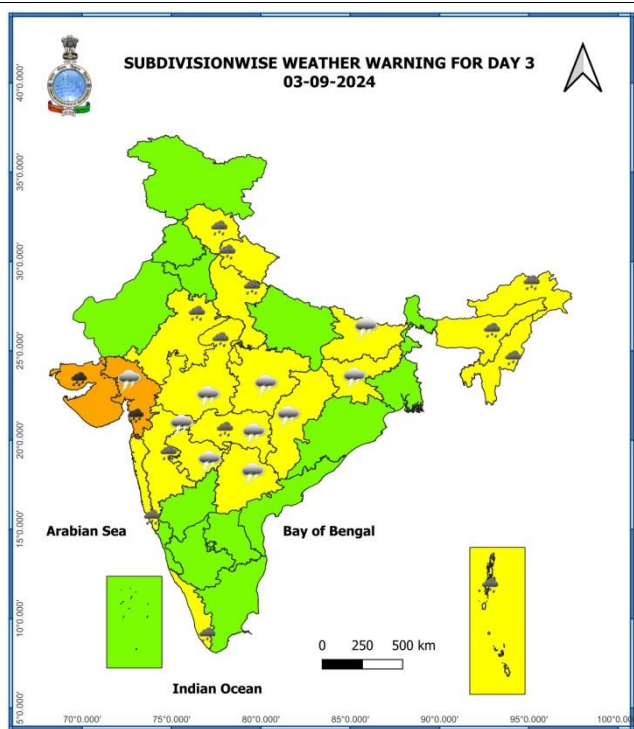 SUBDIVISIONWISE WEATHER WARNING FOR DAY 3
03-09-2024
40°0.000'
35°0.000'
30°0.000'
25°0.000'
20°0.000'
15°0.000'
10°0.000'
5°0.000'
Arabian Sea
Bay of Bengal
0 250 500 km
Indian Ocean
70°0.000' 75°0.000' 80°0.000' 85°0.000' 90°0.000' 95°0.000' 100°0.000'